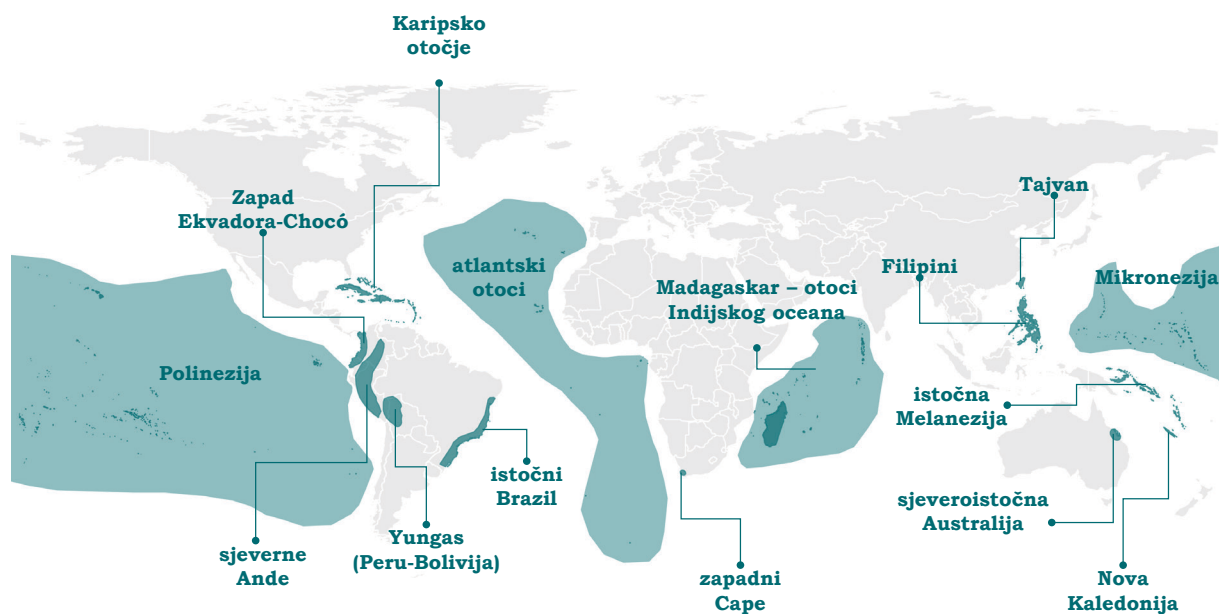 Karipsko
otočje
Zapad
Ekvadora-Chocó
Tajvan
atlantski
otoci
Filipini
Mikronezija
Madagaskar – otoci
Indijskog oceana
Polinezija
istočna
Melanezija
istočni
Brazil
sjeveroistočna
Australija
sjeverne
Ande
Yungas
(Peru-Bolivija)
zapadni
Cape
Nova
Kaledonija